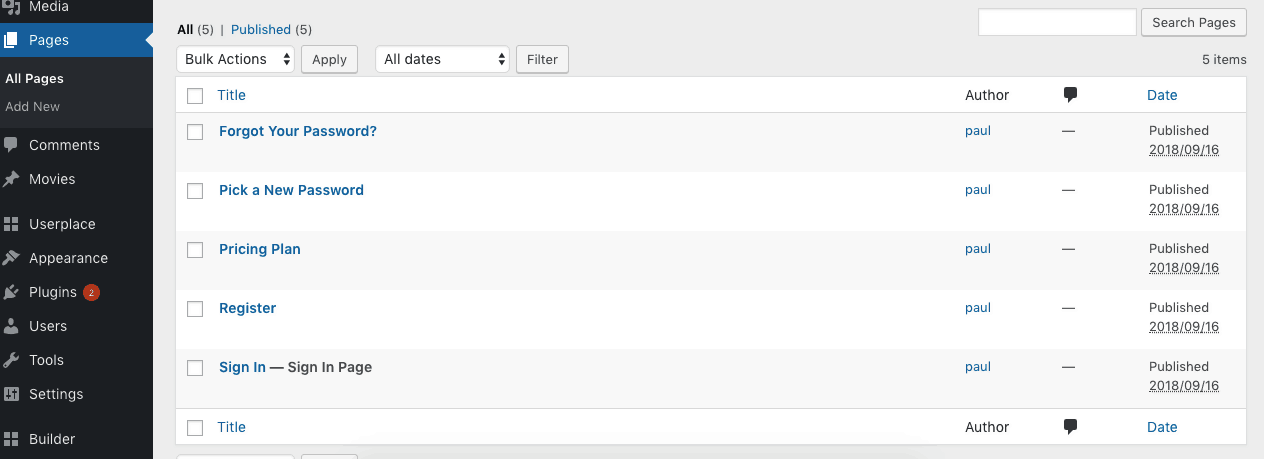 Media
Pages
All Pages
Add New
Comments
Movies
Userplace
Appearance
Plugins 2
Users
Tools
Settings
Builder
All (5) | Published (5)
Search Pages
Bulk Actions Apply All dates Filter
5 items
Title Author Date
Forgot Your Password? paul — Published
2018/09/16
Pick a New Password paul — Published
2018/09/16
Pricing Plan paul — Published
2018/09/16
Register paul — Published
2018/09/16
Sign In — Sign In Page paul — Published
2018/09/16
Title Author Date